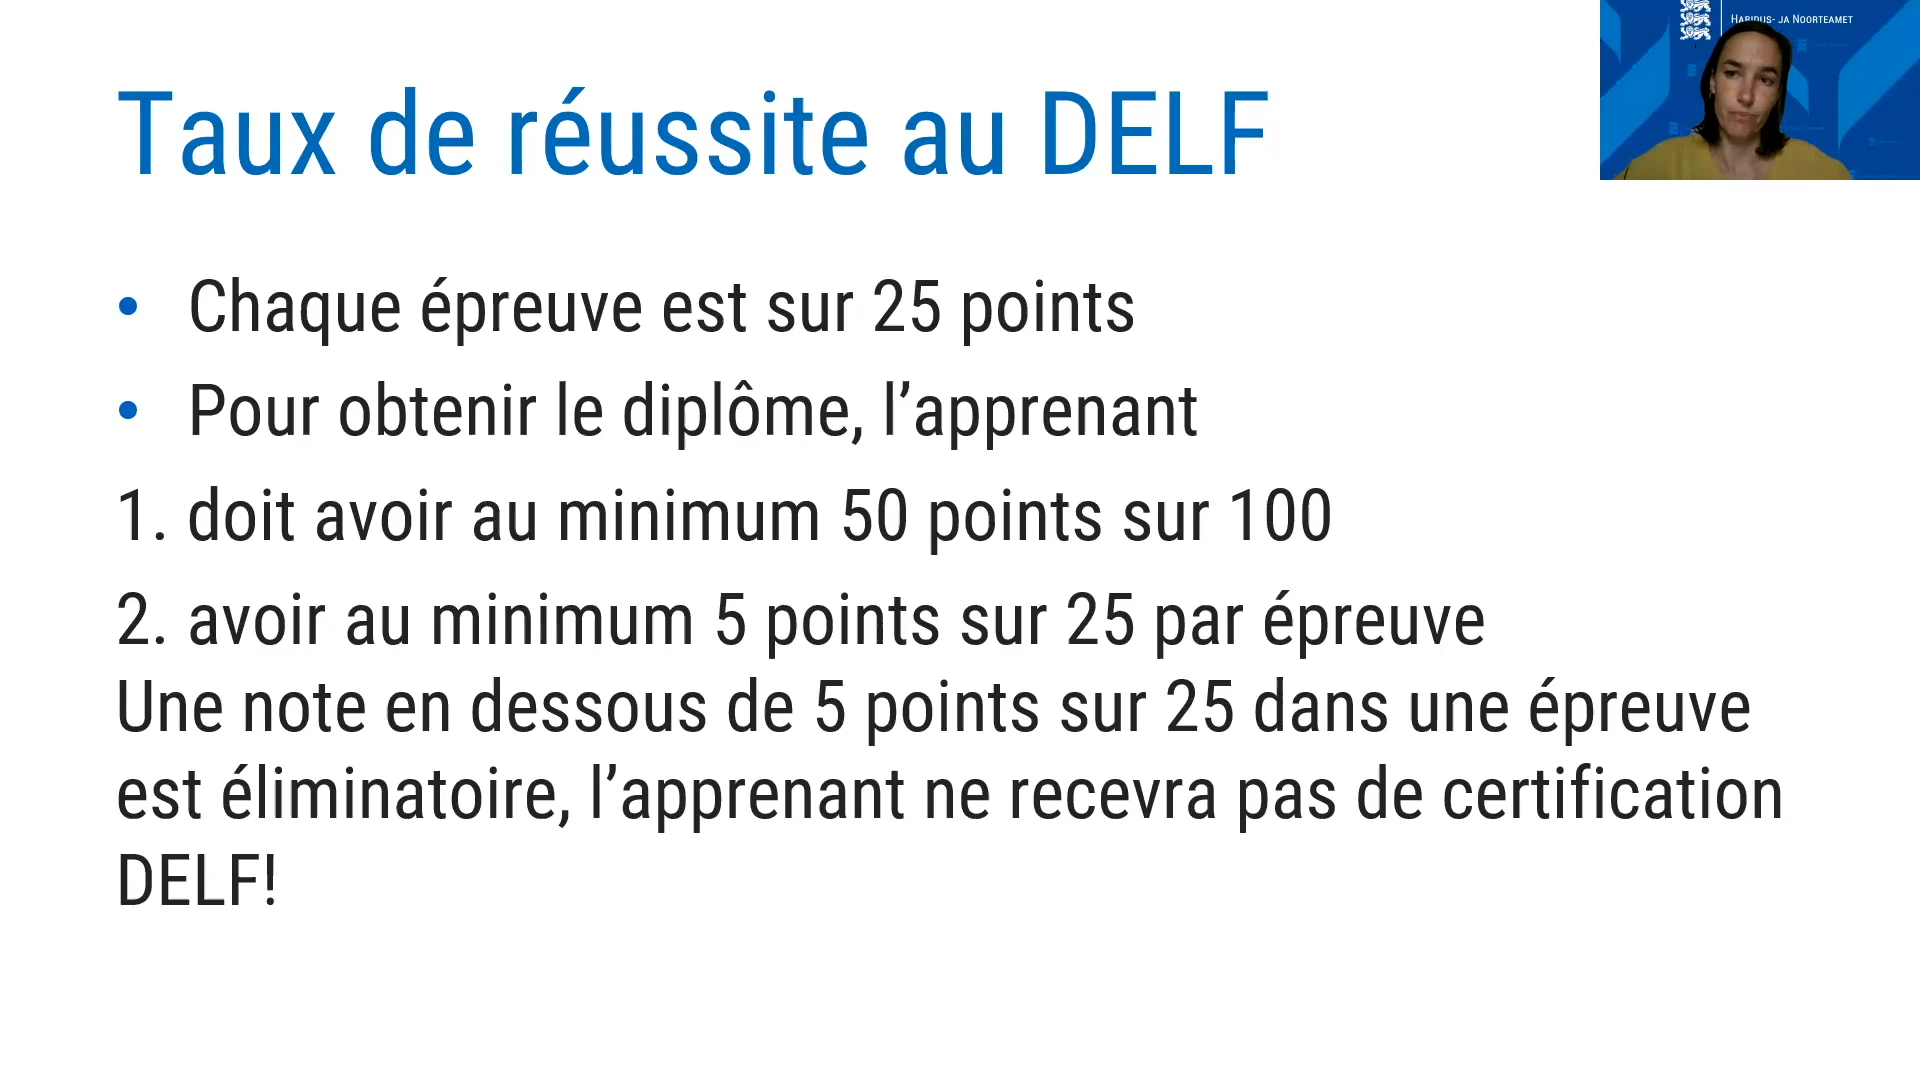 HARIDUS- JA NOORTEAMET
Taux de réussite au DELF
• Chaque épreuve est sur 25 points
• Pour obtenir le diplôme, l’apprenant
1. doit avoir au minimum 50 points sur 100
2. avoir au minimum 5 points sur 25 par épreuve
Une note en dessous de 5 points sur 25 dans une épreuve
est éliminatoire, l’apprenant ne recevra pas de certification
DELF!